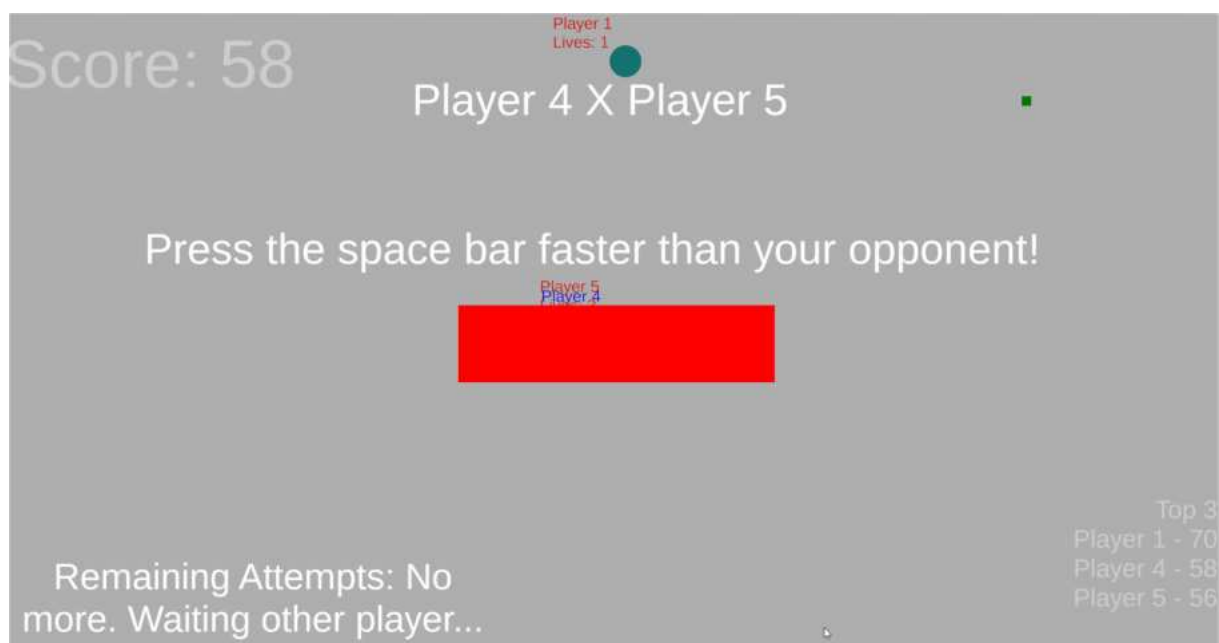 Player 1
Lives: 1
Score: 58
Player 4 X Player 5
Press the space bar faster than your opponent!
Player 5
Player 4
Top 3
Player 1 - 70
Player 4 - 58
Player 5 - 56
Remaining Attempts: No
more. Waiting other player...